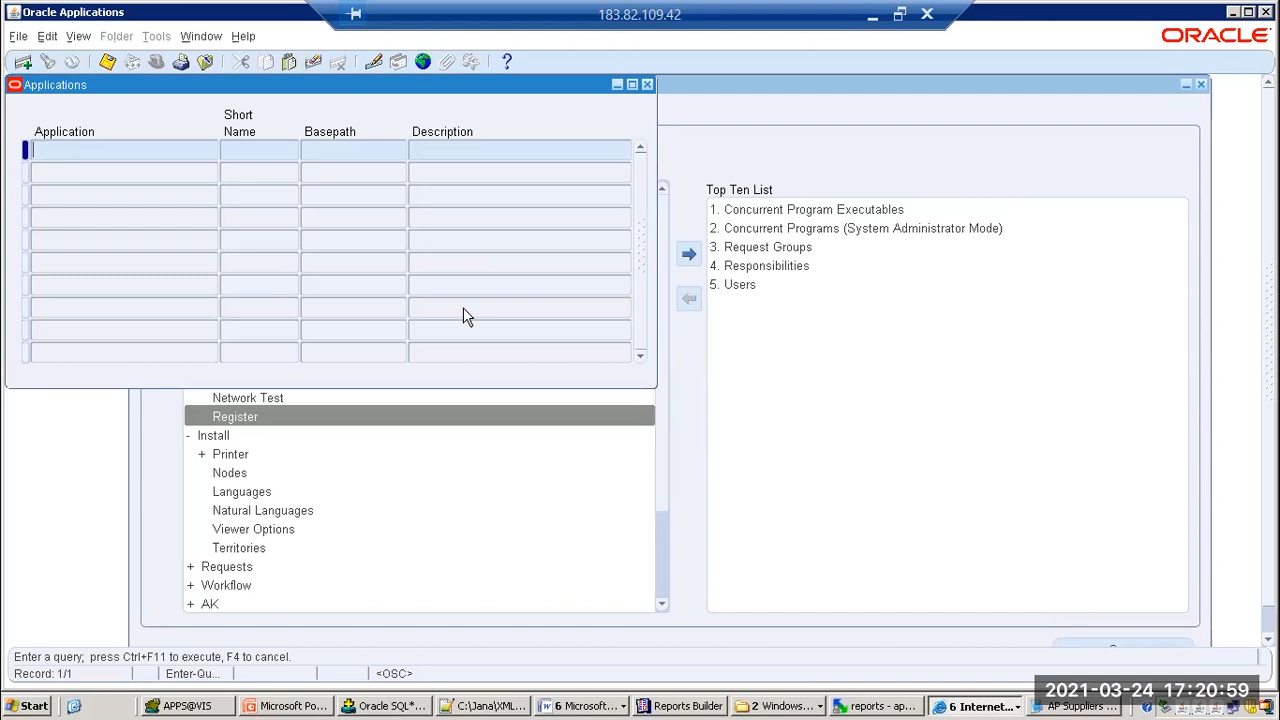 Oracle Applications
183.82.109.42
File Edit View Folder Tools Window Help
ORACLE
Applications
Short
Application Name Basepath Description
Top Ten List
1. Concurrent Program Executables
2. Concurrent Programs (System Administrator Mode)
3. Request Groups
4. Responsibilities
5. Users
Network Test
Register
- Install
+ Printer
Nodes
Languages
Natural Languages
Viewer Options
Territories
+ Requests
+ Workflow
+ AK
Enter a query; press Ctrl+F11 to execute, F4 to cancel.
Record: 1/1 Enter-Qu... <OSC>
2021-03-24 17:20:59
Start APPS@VIS Microsoft Po... Oracle SQL*... 6 Microsoft... Reports Builder 2 Windows... reports - ap... 6 Internet... AP Suppliers